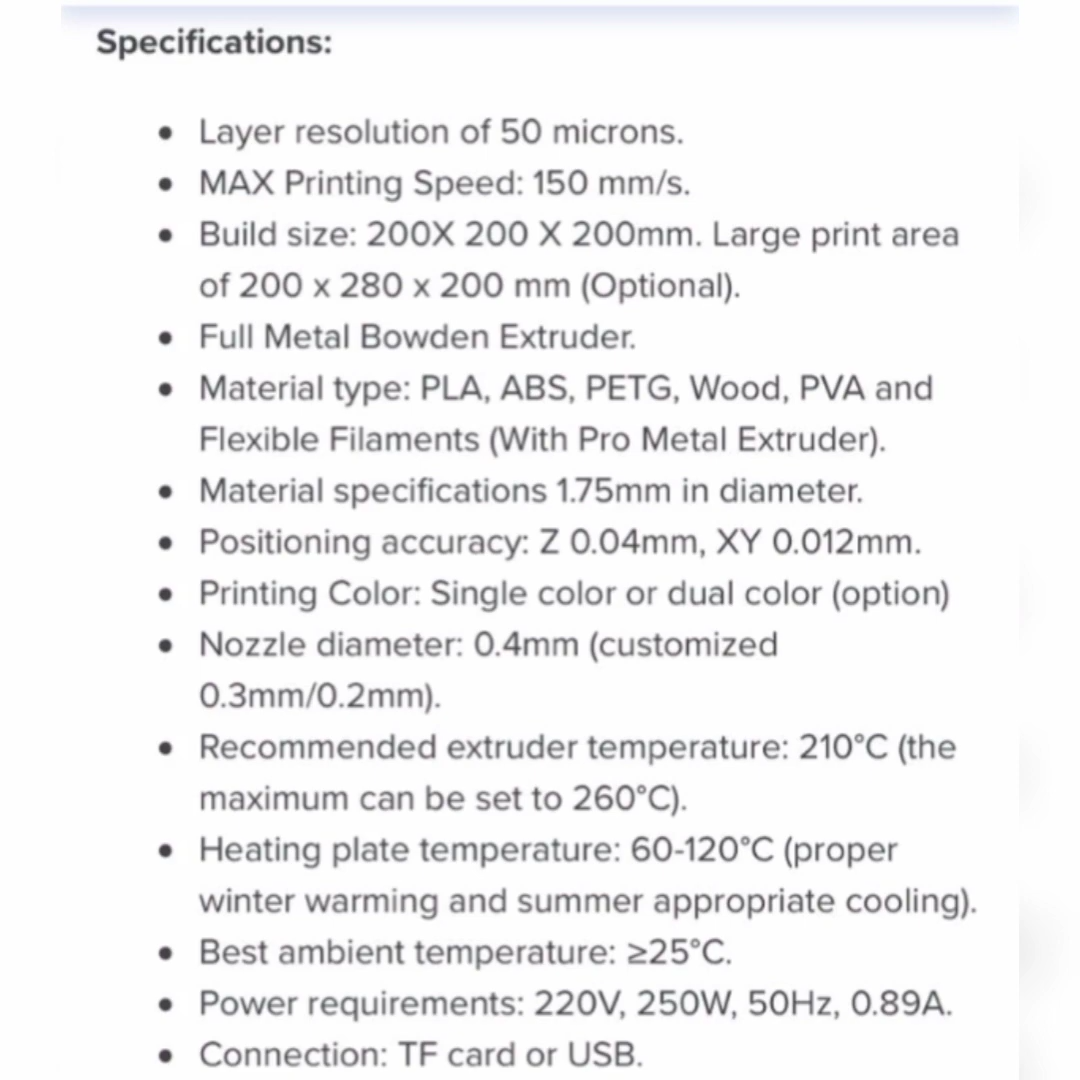 Specifications:
• Layer resolution of 50 microns.
• MAX Printing Speed: 150 mm/s.
• Build size: 200X 200 X 200mm. Large print area
of 200 x 280 x 200 mm (Optional).
• Full Metal Bowden Extruder.
• Material type: PLA, ABS, PETG, Wood, PVA and
Flexible Filaments (With Pro Metal Extruder).
• Material specifications 1.75mm in diameter.
• Positioning accuracy: Z 0.04mm, XY 0.012mm.
• Printing Color: Single color or dual color (option)
• Nozzle diameter: 0.4mm (customized
0.3mm/0.2mm).
• Recommended extruder temperature: 210°C (the
maximum can be set to 260°C).
• Heating plate temperature: 60-120°C (proper
winter warming and summer appropriate cooling).
• Best ambient temperature: ≥25°C.
• Power requirements: 220V, 250W, 50Hz, 0.89A.
• Connection: TF card or USB.